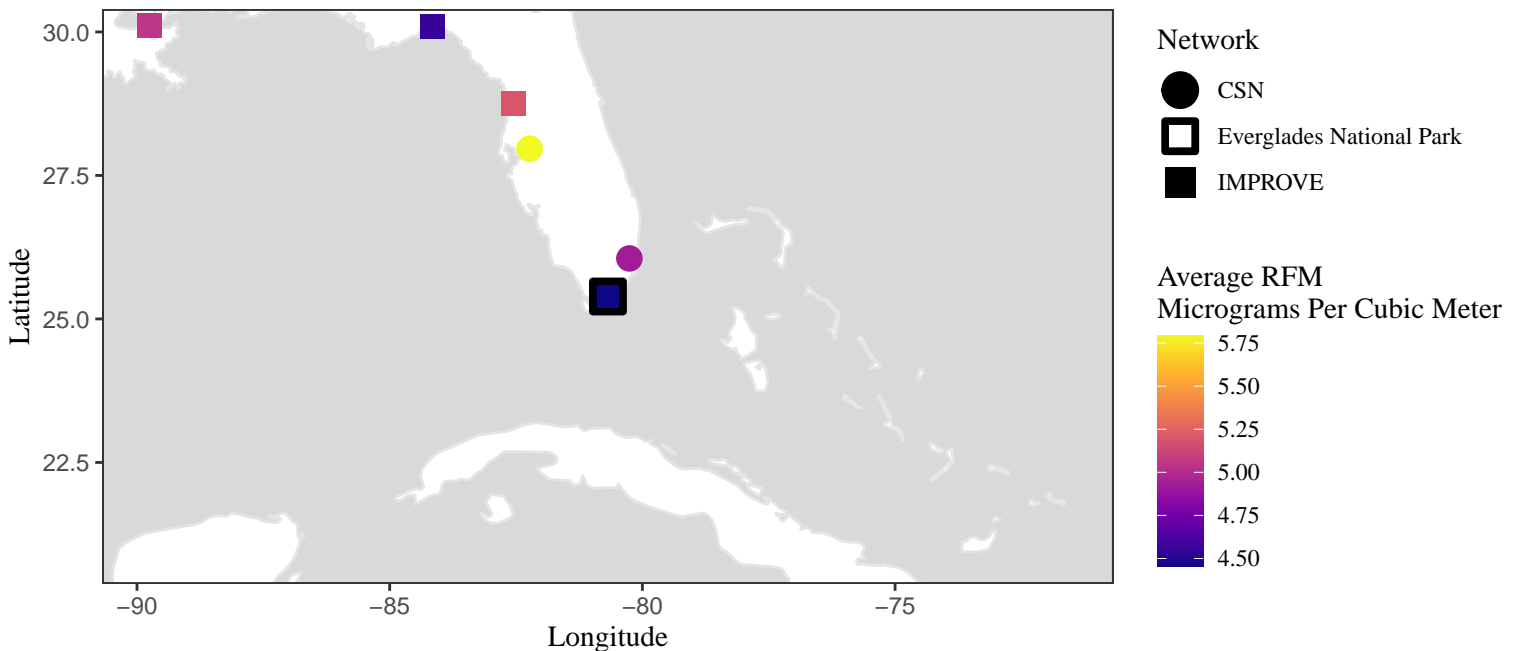 30.0
27.5
25.0
22.5
Latitude
−90
−85
−80
−75
Longitude
Network
CSN
Everglades National Park
IMPROVE
Average RFM
Micrograms Per Cubic Meter
5.75
5.50
5.25
5.00
4.75
4.50